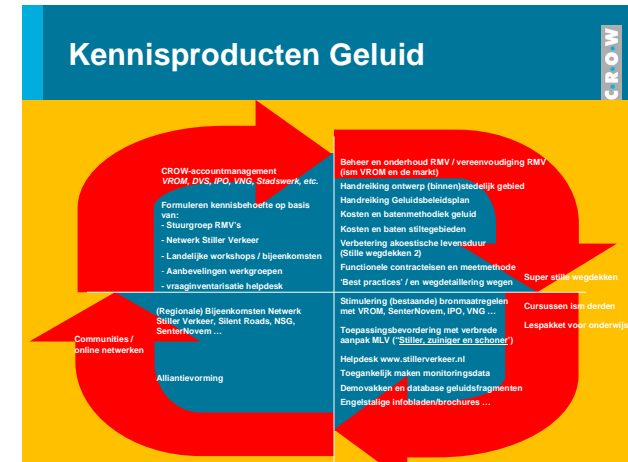 Kennisproducten Geluid
C·R·O·W
CROW-accountmanagement
VROM, DVS, IPO, VNG, Stadswerk, etc.
Formuleren kennisbehoefte op basis
van:
- Stuurgroep RMV's
- Netwerk Stiller Verkeer
- Landelijke workshops / bijeenkomsten
- Aanbevelingen werkgroepen
- vraaginventarisatie helpdesk
Beheer en onderhoud RMV / vereenvoudiging RMV
(ism VROM en de markt)
Handreiking ontwerp (binnen)stedelijk gebied
Handreiking Geluidsbeleidsplan
Kosten en batenmethodiek geluid
Kosten en baten stiltegebieden
Verbetering akoestische levensduur
(Stille wegdekken 2)
Functionele contracteisen en meetmethode
'Best practices' / en wegdetaillering wegen
Super stille wegdekken
(Regionale) Bijeenkomsten Netwerk
Stiller Verkeer, Silent Roads, NSG,
SenterNovem …
Communities /
online netwerken
Alliantievorming
Stimulering (bestaande) bronmaatregelen
met VROM, SenterNovem, IPO, VNG …
Toepassingsbevordering met verbrede
aanpak MLV ("Stiller, zuiniger en schoner")
Helpdesk www.stillerverkeer.nl
Toegankelijk maken monitoringsdata
Demovakken en database geluidsfragmenten
Engelstalige infobladen/brochures …
Cursussen ism derden
Lespakket voor onderwijs